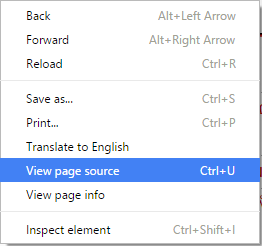 Back Alt+Left Arrow
Forward Alt+Right Arrow
Reload Ctrl+R
Save as... Ctrl+S
Print... Ctrl+P
Translate to English
View page source Ctrl+U
View page info
Inspect element Ctrl+Shift+I